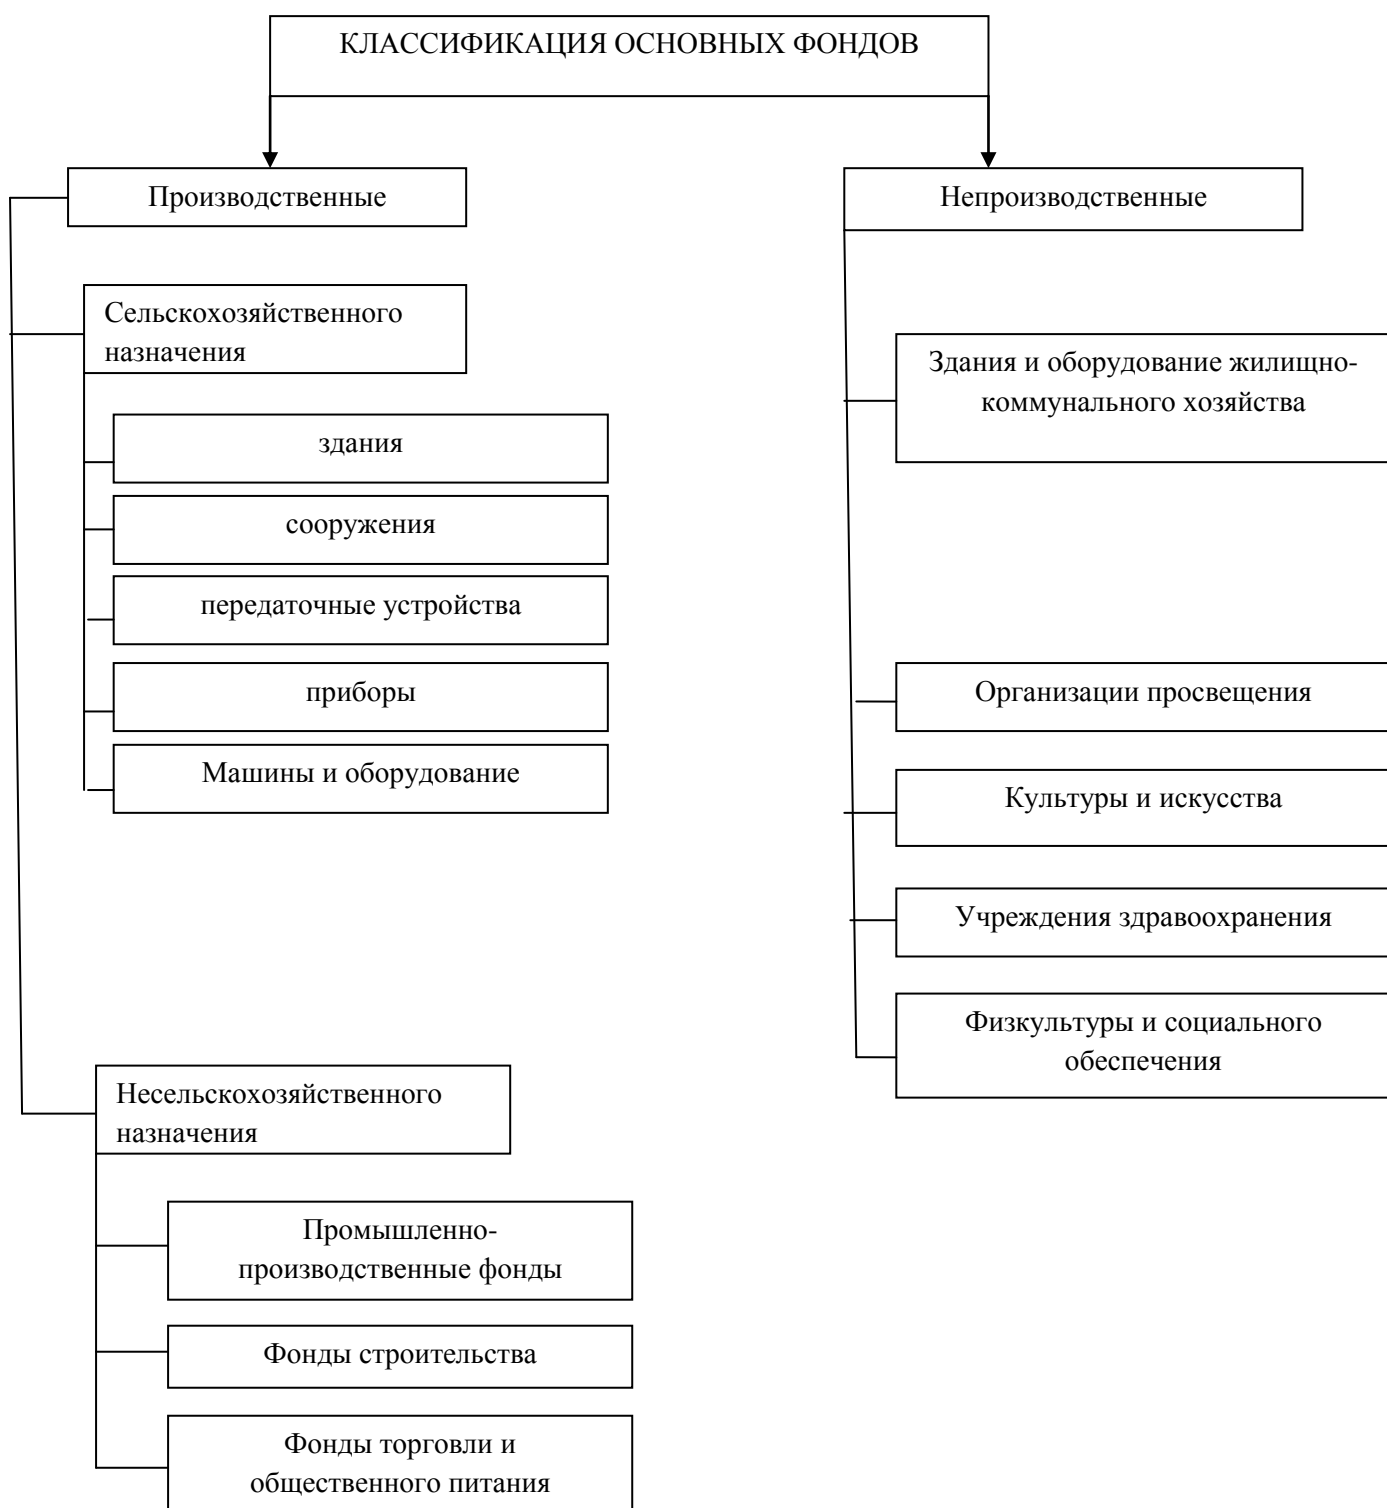 КЛАССИФИКАЦИЯ ОСНОВНЫХ ФОНДОВ
Производственные
Сельскохозяйственного
назначения
здания
сооружения
передаточные устройства
приборы
Машины и оборудование
Несельскохозяйственного
назначения
Промышленно-
производственные фонды
Фонды строительства
Фонды торговли и
общественного питания
Непроизводственные
Здания и оборудование жилищно-
коммунального хозяйства
Организации просвещения
Культуры и искусства
Учреждения здравоохранения
Физкультуры и социального
обеспечения